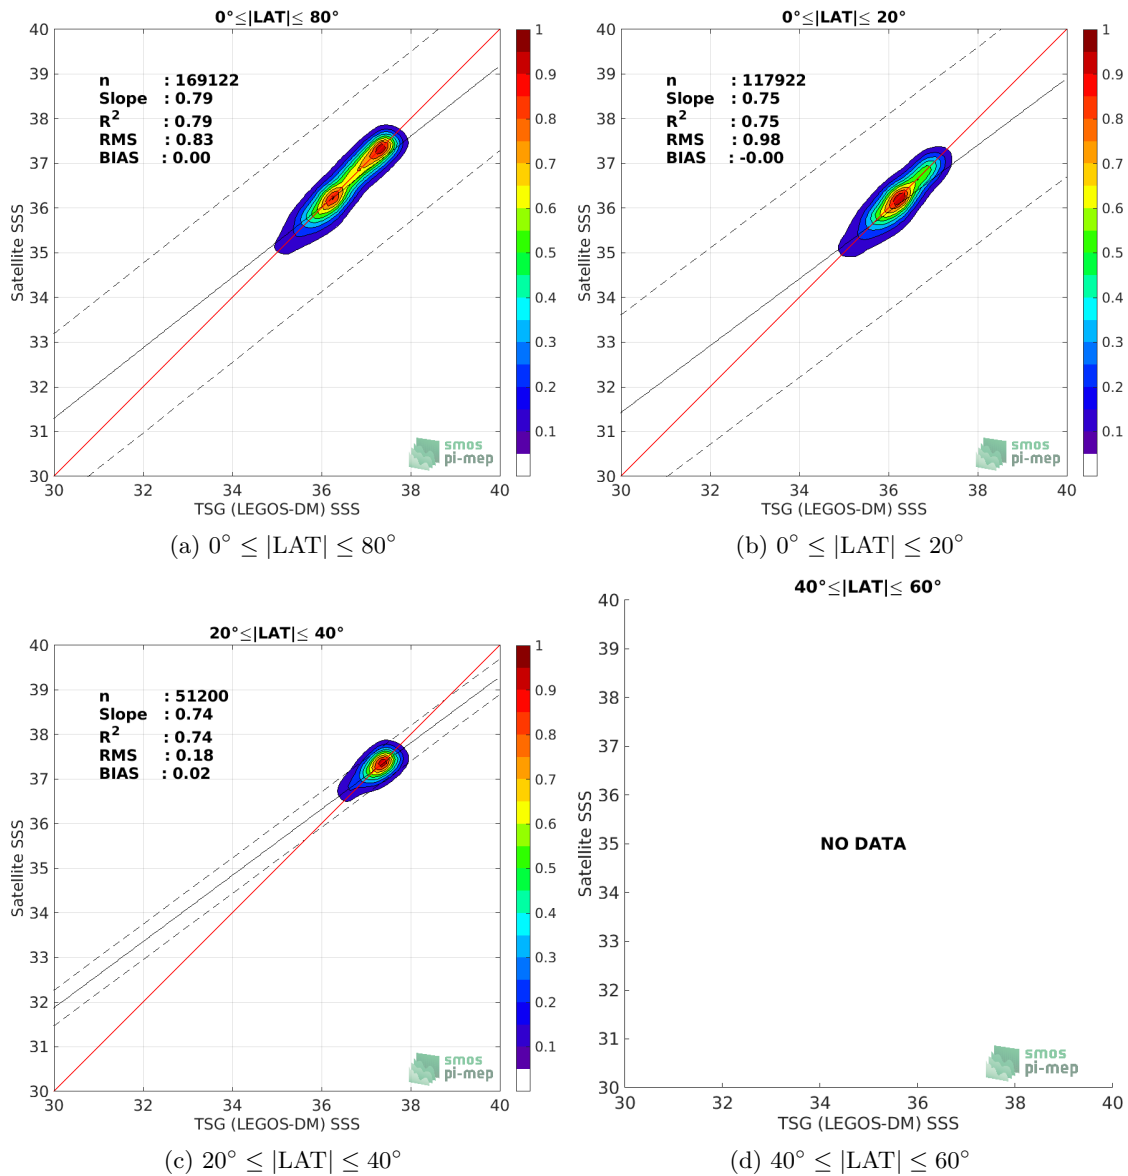 0°≤|LAT|≤ 80°
n : 169122
Slope : 0.79
R2 : 0.79
RMS : 0.83
BIAS : 0.00
40
39
38
37
36
35
34
33
32
31
30
Satellite SSS
30 32 34 36 38 40
TSG (LEGOS-DM) SSS
1
0.9
0.8
0.7
0.6
0.5
0.4
0.3
0.2
0.1
smos
pi-mep
(a) 0° ≤ |LAT| ≤ 80°
0°≤|LAT|≤ 20°
n : 117922
Slope : 0.75
R2 : 0.75
RMS : 0.98
BIAS : -0.00
40
39
38
37
36
35
34
33
32
31
30
Satellite SSS
30 32 34 36 38 40
TSG (LEGOS-DM) SSS
1
0.9
0.8
0.7
0.6
0.5
0.4
0.3
0.2
0.1
smos
pi-mep
(b) 0° ≤ |LAT| ≤ 20°
20°≤|LAT|≤ 40°
n : 51200
Slope : 0.74
R2 : 0.74
RMS : 0.18
BIAS : 0.02
40
39
38
37
36
35
34
33
32
31
30
Satellite SSS
30 32 34 36 38 40
TSG (LEGOS-DM) SSS
1
0.9
0.8
0.7
0.6
0.5
0.4
0.3
0.2
0.1
smos
pi-mep
(c) 20° ≤ |LAT| ≤ 40°
40°≤|LAT|≤ 60°
40
39
38
37
36
35
34
33
32
31
30
Satellite SSS
NO DATA
30 32 34 36 38 40
TSG (LEGOS-DM) SSS
smos
pi-mep
(d) 40° ≤ |LAT| ≤ 60°